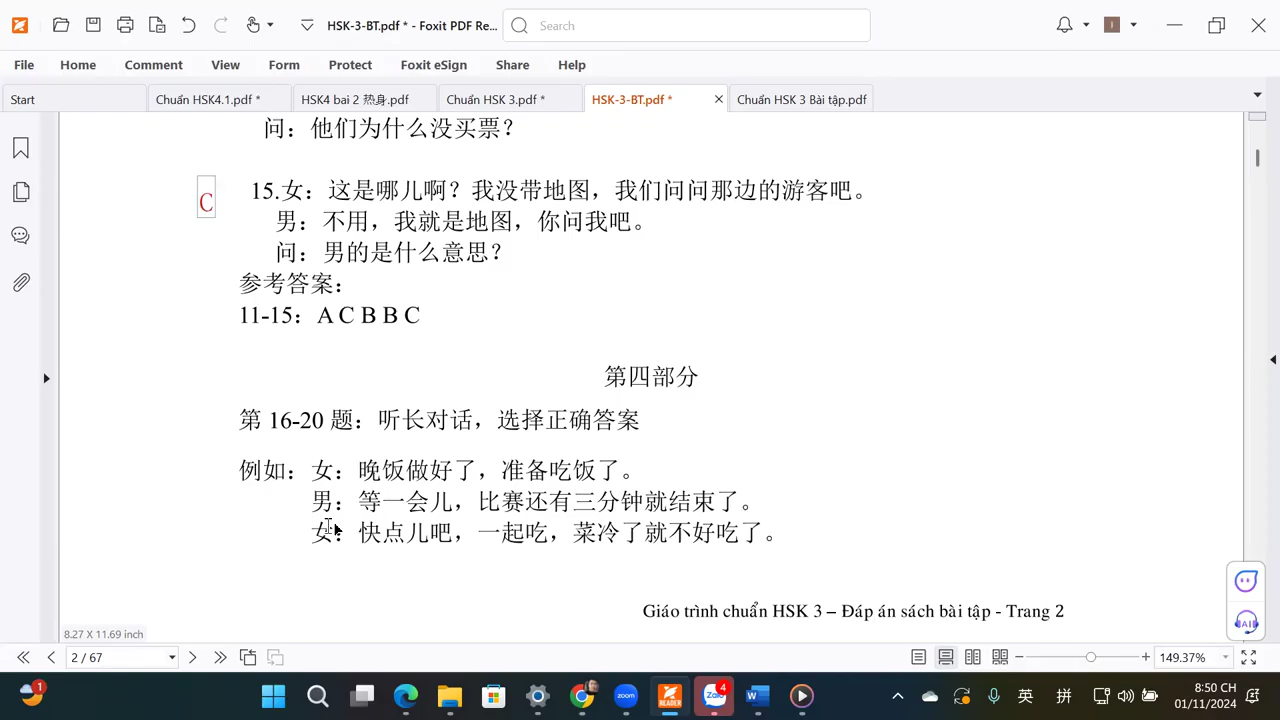 HSK-3-BT.pdf * - Foxit PDF Re...
Search
File Home Comment View Form Protect Foxit eSign Share Help
Start Chuẩn HSK4.1.pdf * HSK4 bai 2 热身.pdf Chuẩn HSK 3.pdf * HSK-3-BT.pdf * Chuẩn HSK 3 Bài tập.pdf
问：他们为什么没买票？
C
15.女：这是哪儿啊？我没带地图，我们问问那边的游客吧。
男：不用，我就是地图，你问我吧。
问：男的是什么意思？
参考答案：
11-15：A C B B C
第四部分
第 16-20 题：听长对话，选择正确答案
例如：女：晚饭做好了，准备吃饭了。
男：等一会儿，比赛还有三分钟就结束了。
女：快点儿吧，一起吃，菜冷了就不好吃了。
Giáo trình chuẩn HSK 3 – Đáp án sách bài tập - Trang 2
8.27 X 11.69 inch
2 / 67
149.37%
AI
1
zoom
READER
Zalo
4
英
拼
8:50 CH
01/11/2024